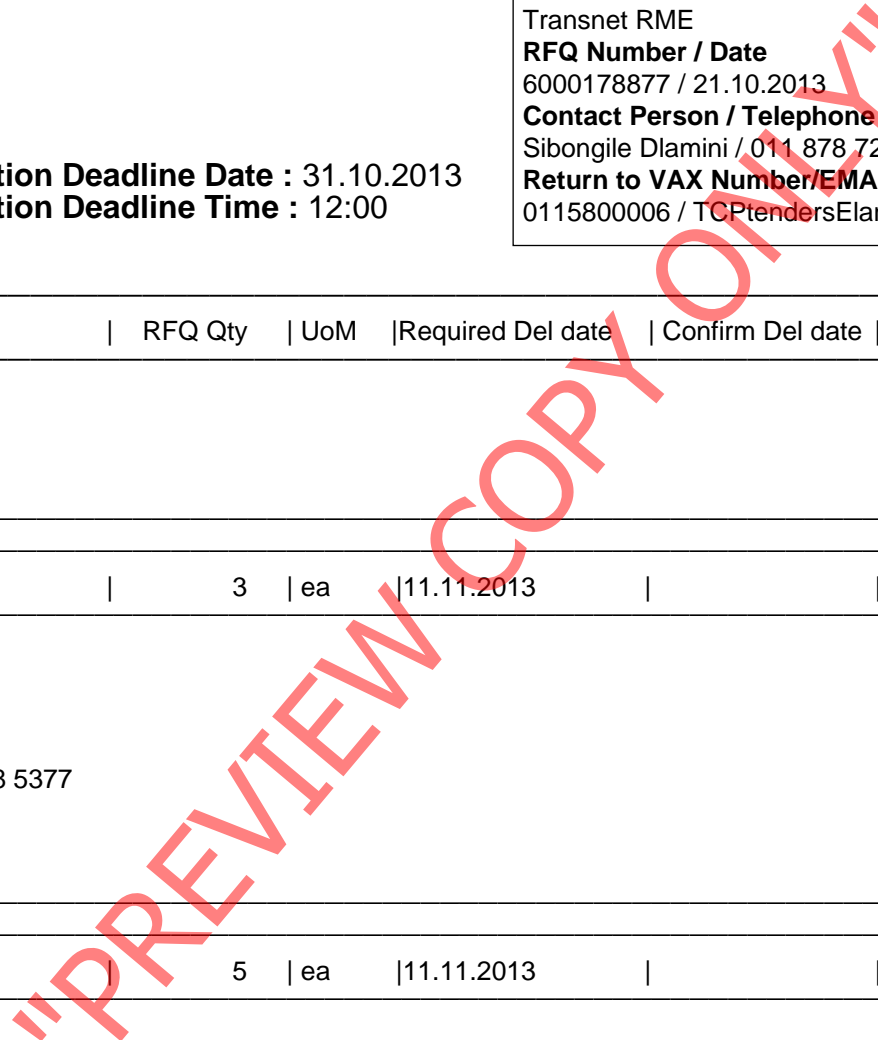 Transnet RME
RFQ Number / Date
6000178877 / 21.10.2013
Contact Person / Telephone
Sibongile Dlamini / 011 878 72
tion Deadline Date : 31.10.2013
Return to VAX Number/EMA
tion Deadline Time : 12:00
0115800006 / TCPtendersElan
| RFQ Qty | UoM |Required Del date | Confirm Del date |
| 3 | ea |11.11.2013 | |
5377
| 5 | ea |11.11.2013 | |
"PREVIEW COPY ONLY"